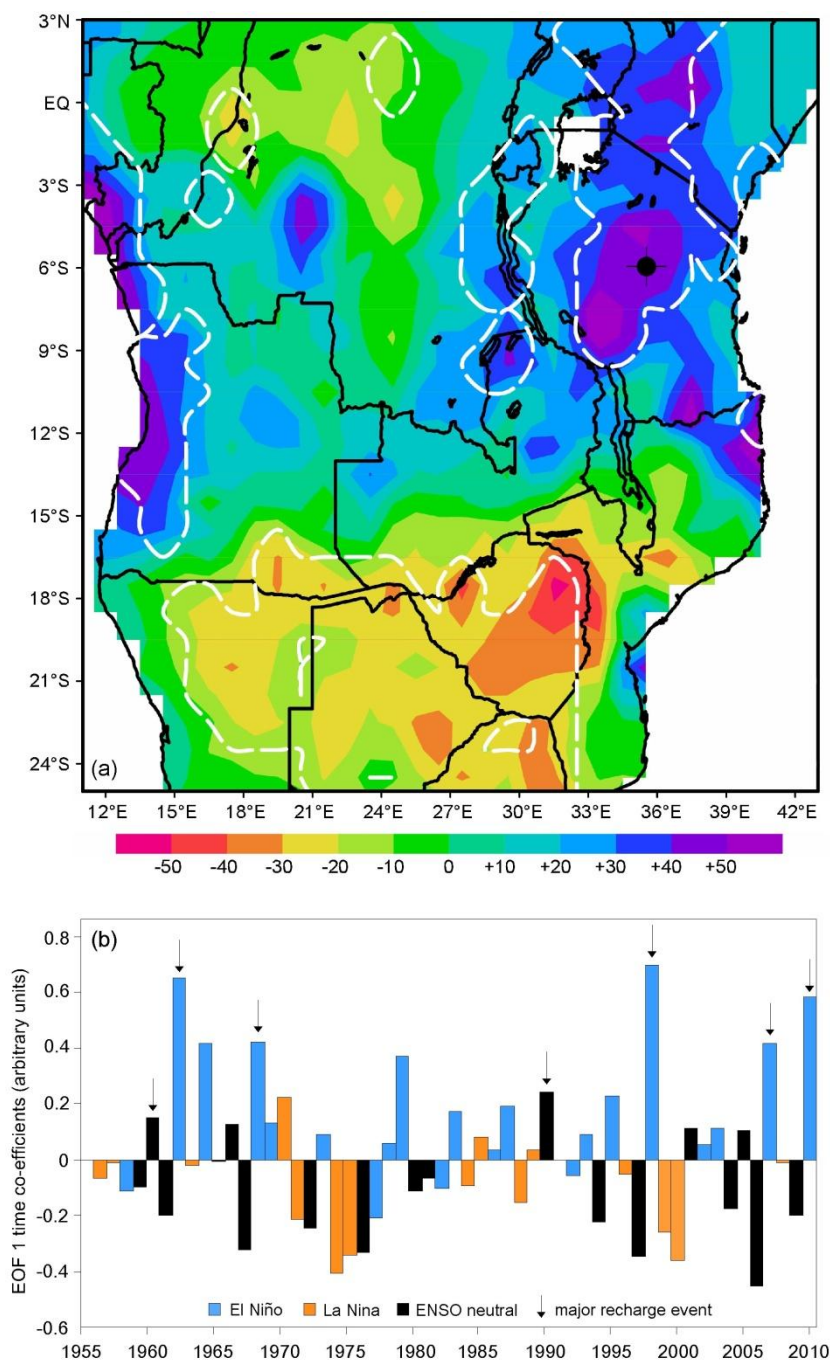 3°N
EQ
3°S
6°S
9°S
12°S
15°S
18°S
21°S
24°S
(a)
12°E 15°E 18°E 21°E 24°E 27°E 30°E 33°E 36°E 39°E 42°E
-50 -40 -30 -20 -10 0 +10 +20 +30 +40 +50
(b)
EOF 1 time co-efficients (arbitrary units)
0.8
0.6
0.4
0.2
0
-0.2
-0.4
-0.6
El Niño La Nina ENSO neutral major recharge event
1955 1960 1965 1970 1975 1980 1985 1990 1995 2000 2005 2010